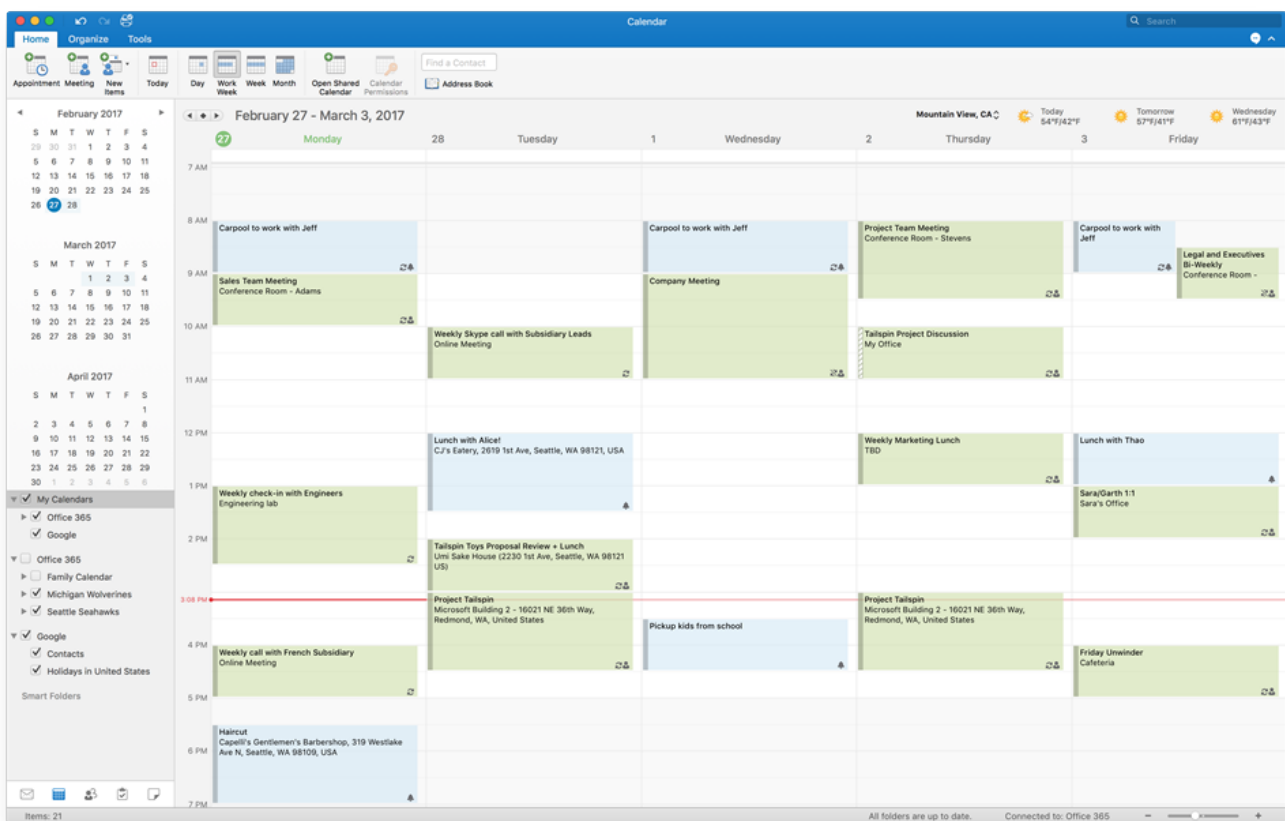 Calendar
Search
Home Organize Tools
Appointment Meeting New Items Today Day Work Week Week Month Open Shared Calendar Calendar Permissions
Find a Contact
Address Book
February 2017
S M T W T F S
29 30 31 1 2 3 4
5 6 7 8 9 10 11
12 13 14 15 16 17 18
19 20 21 22 23 24 25
26 27 28
March 2017
S M T W T F S
1 2 3 4
5 6 7 8 9 10 11
12 13 14 15 16 17 18
19 20 21 22 23 24 25
26 27 28 29 30 31
April 2017
S M T W T F S
1
2 3 4 5 6 7 8
9 10 11 12 13 14 15
16 17 18 19 20 21 22
23 24 25 26 27 28 29
30 1 2 3 4 5 6
My Calendars
Office 365
Google
Office 365
Family Calendar
Michigan Wolverines
Seattle Seahawks
Google
Contacts
Holidays in United States
Smart Folders
February 27 - March 3, 2017
Mountain View, CA
Today
54°F/42°F
Tomorrow
57°F/41°F
Wednesday
61°F/43°F
27 Monday
28 Tuesday
1 Wednesday
2 Thursday
3 Friday
7 AM
8 AM
9 AM
10 AM
11 AM
12 PM
1 PM
2 PM
3:08 PM
4 PM
5 PM
6 PM
7 PM
Carpool to work with Jeff
Sales Team Meeting
Conference Room - Adams
Weekly check-in with Engineers
Engineering lab
Weekly call with French Subsidiary
Online Meeting
Haircut
Capelli's Gentlemen's Barbershop, 319 Westlake
Ave N, Seattle, WA 98109, USA
Weekly Skype call with Subsidiary Leads
Online Meeting
Lunch with Alice!
CJ's Eatery, 2619 1st Ave, Seattle, WA 98121, USA
Tailspin Toys Proposal Review + Lunch
Umi Sake House (2230 1st Ave, Seattle, WA 98121
US)
Project Tailspin
Microsoft Building 2 - 16021 NE 36th Way,
Redmond, WA, United States
Carpool to work with Jeff
Company Meeting
Pickup kids from school
Project Team Meeting
Conference Room - Stevens
Tailspin Project Discussion
My Office
Weekly Marketing Lunch
TBD
Project Tailspin
Microsoft Building 2 - 16021 NE 36th Way,
Redmond, WA, United States
Carpool to work with
Jeff
Legal and Executives
Bi-Weekly
Conference Room -
Lunch with Thao
Sara/Garth 1:1
Sara's Office
Friday Unwinder
Cafeteria
Items: 21
All folders are up to date.
Connected to: Office 365